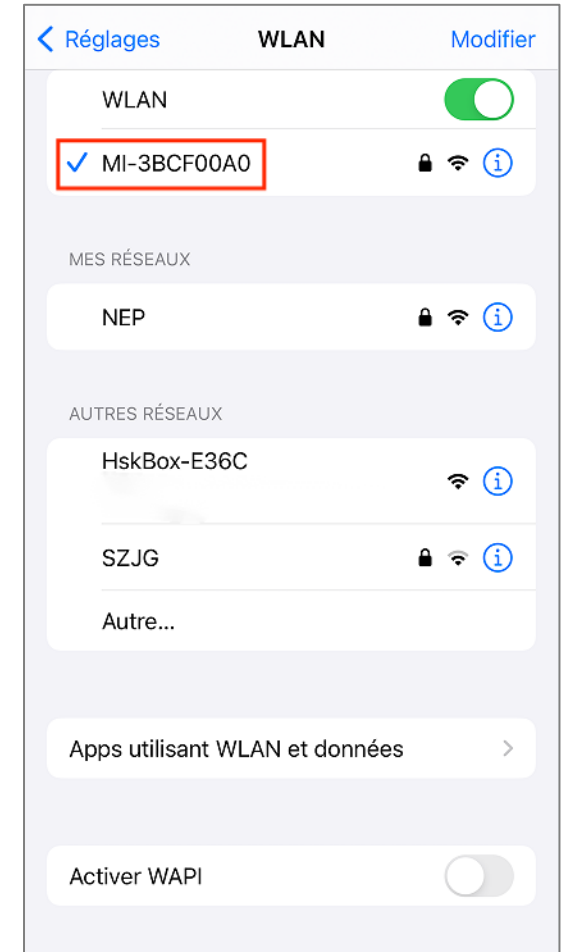 Réglages WLAN Modifier
WLAN
MI-3BCF00A0
MES RÉSEAUX
NEP
AUTRES RÉSEAUX
HskBox-E36C
SZJG
Autre...
Apps utilisant WLAN et données
Activer WAPI